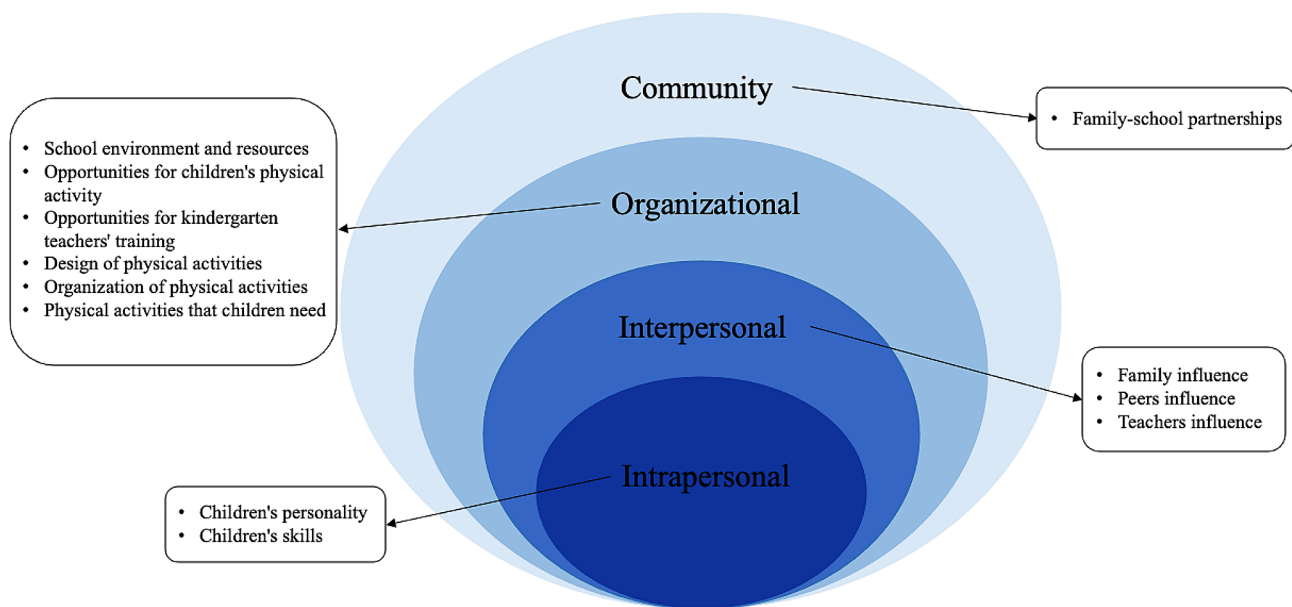 Community
• Family-school partnerships
• School environment and resources
• Opportunities for children's physical
activity
• Opportunities for kindergarten
teachers' training
• Design of physical activities
• Organization of physical activities
• Physical activities that children need
Organizational
Interpersonal
• Family influence
• Peers influence
• Teachers influence
Intrapersonal
• Children's personality
• Children's skills